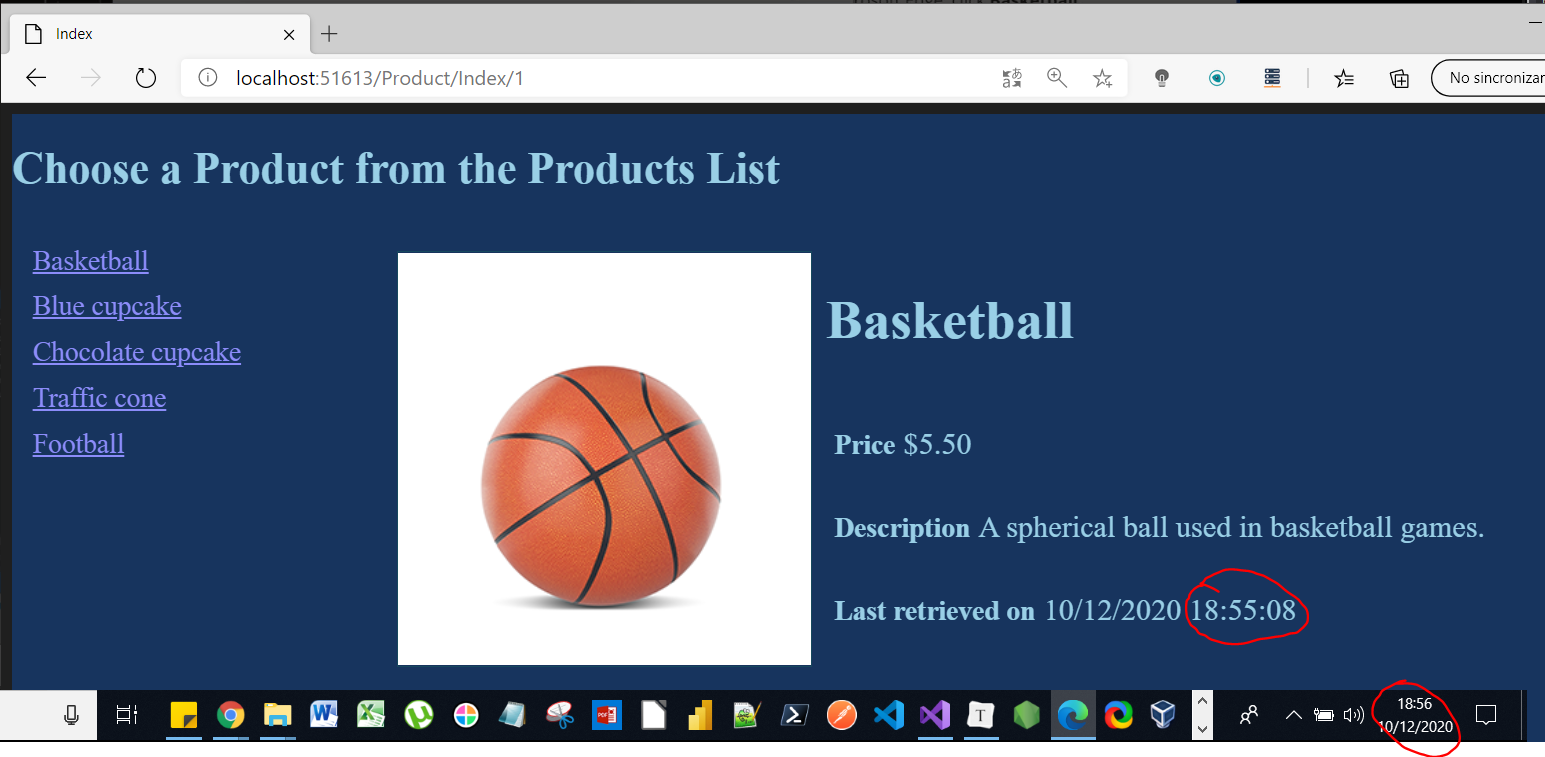 Index
localhost:51613/Product/Index/1
No sincronizar
Choose a Product from the Products List
Basketball
Blue cupcake
Chocolate cupcake
Traffic cone
Football
Basketball
Price $5.50
Description A spherical ball used in basketball games.
Last retrieved on 10/12/2020 18:55:08
18:56
10/12/2020